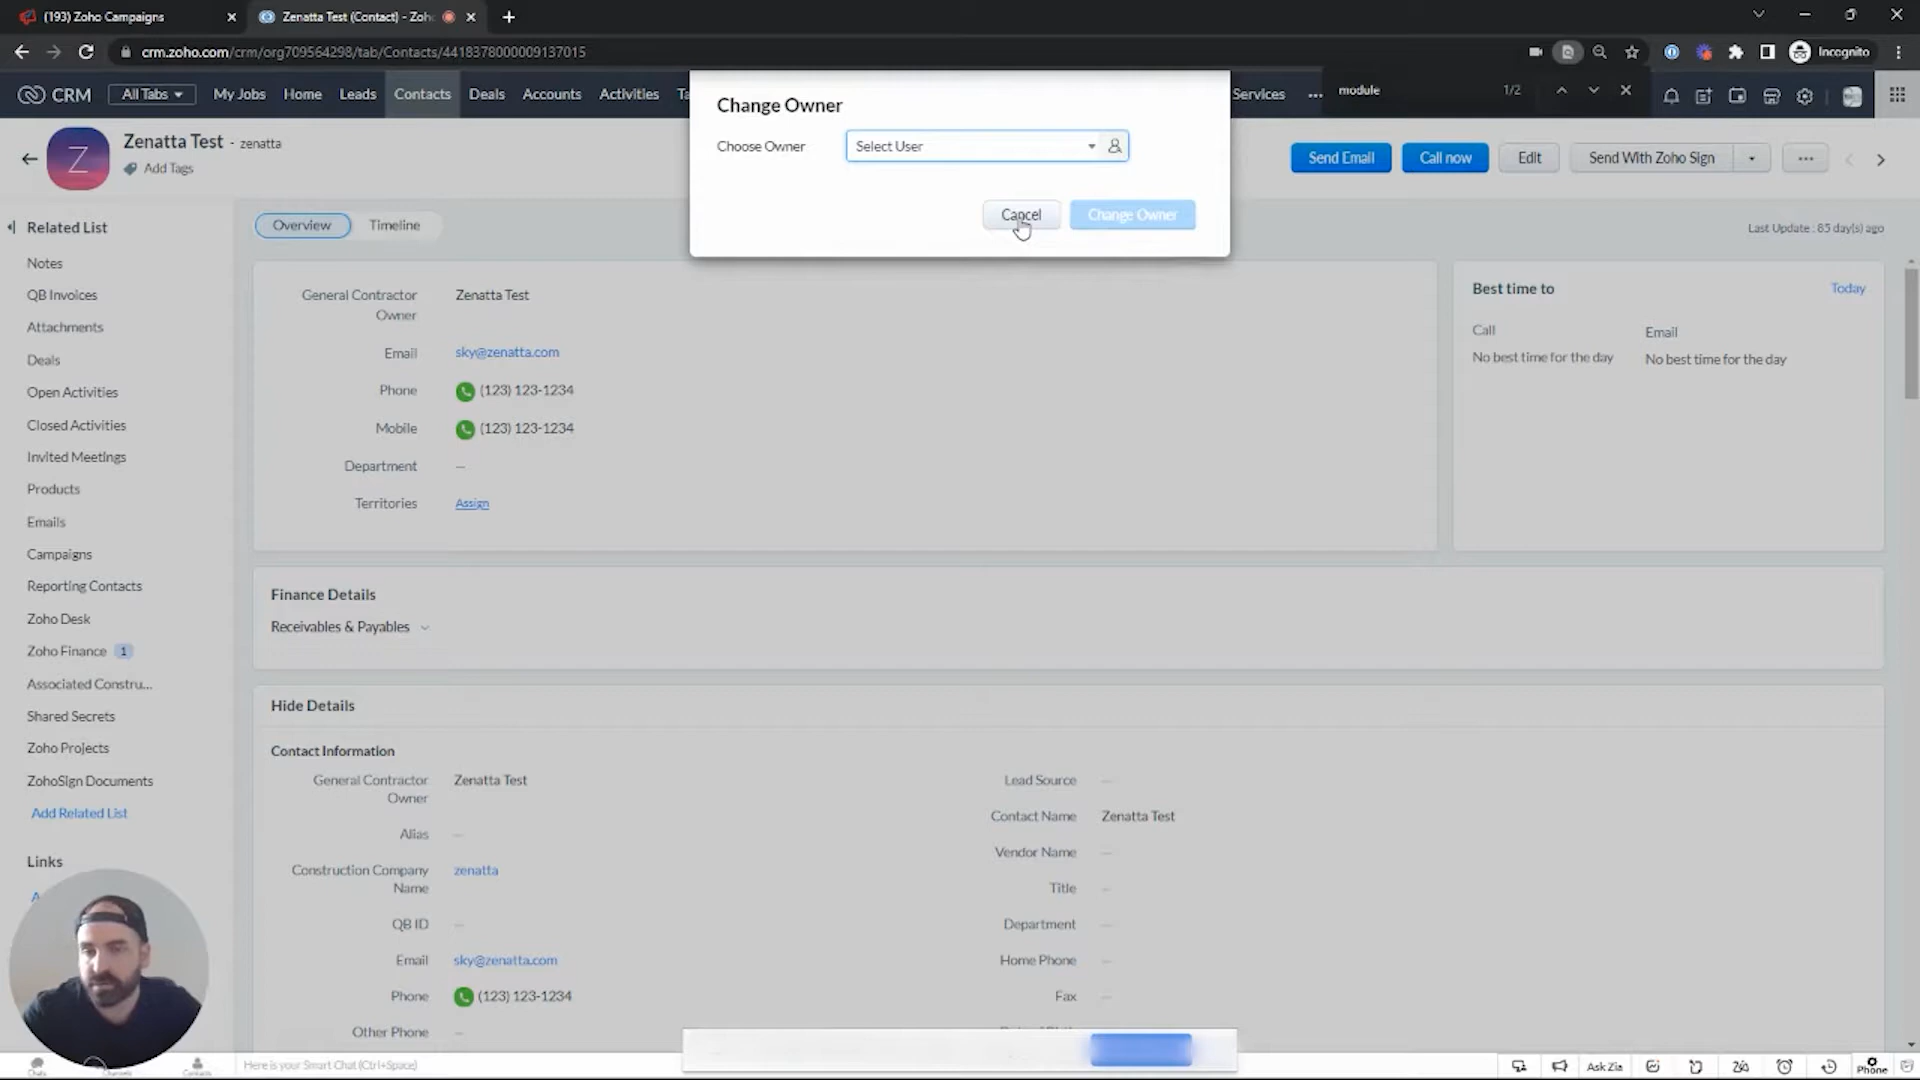 (193) Zoho Campaigns
Zenatta Test (Contact) - Zoh
crm.zoho.com/crm/org709564298/tab/Contacts/4418378000009137015
Incognito
CRM
All Tabs
My Jobs
Home
Leads
Contacts
Deals
Accounts
Activities
Ta
Services
module
1/2
Change Owner
Choose Owner
Select User
Cancel
Change Owner
Z
Zenatta Test - zenatta
Add Tags
Send Email
Call now
Edit
Send With Zoho Sign
Related List
Notes
QB Invoices
Attachments
Deals
Open Activities
Closed Activities
Invited Meetings
Products
Emails
Campaigns
Reporting Contacts
Zoho Desk
Zoho Finance 1
Associated Constru...
Shared Secrets
Zoho Projects
ZohoSign Documents
Add Related List
Links
Overview
Timeline
Last Update : 85 day(s) ago
General Contractor Zenatta Test
Owner
Email sky@zenatta.com
Phone (123) 123-1234
Mobile (123) 123-1234
Department —
Territories Assign
Best time to
Today
Call
No best time for the day
Email
No best time for the day
Finance Details
Receivables & Payables
Hide Details
Contact Information
General Contractor Zenatta Test
Owner
Alias —
Construction Company zenatta
Name
QB ID —
Email sky@zenatta.com
Phone (123) 123-1234
Other Phone —
Lead Source —
Contact Name Zenatta Test
Vendor Name —
Title —
Department —
Home Phone —
Fax —
Chats
Contacts
Here is your Smart Chat (Ctrl+Space)
Ask Zia
Phone